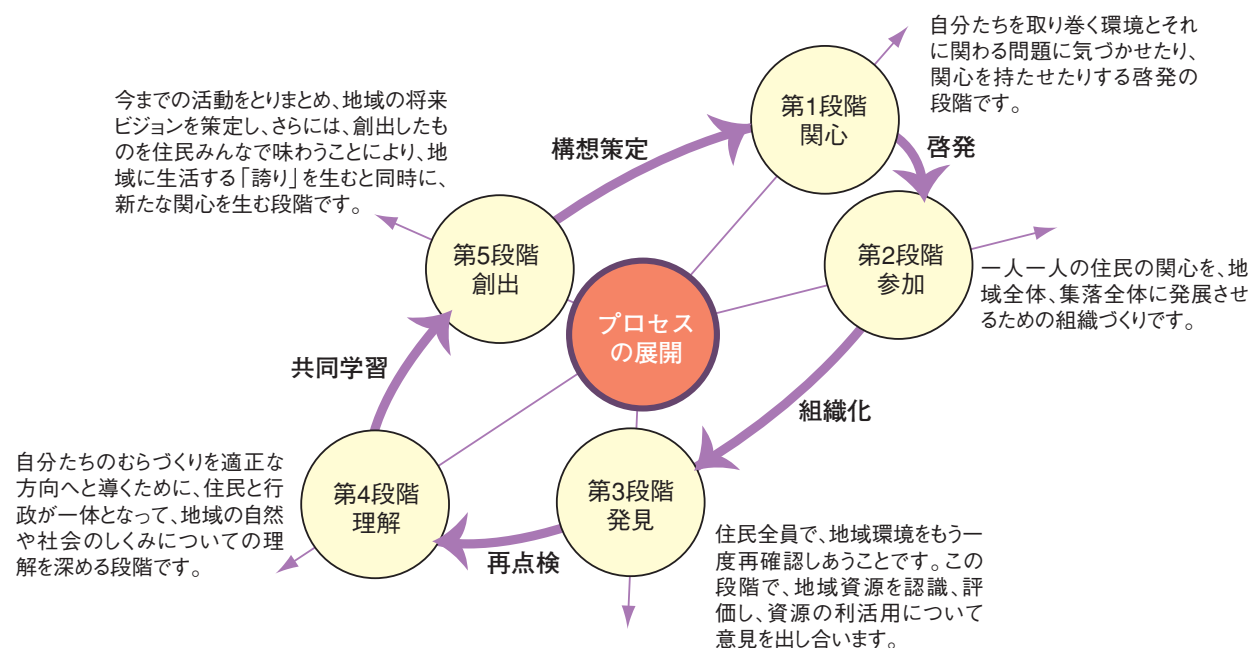 自分たちを取り巻く環境とそれ
に関わる問題に気づかせたり、
関心を持たせたりする啓発の
段階です。
第1段階
関心
啓発
第2段階
参加
一人一人の住民の関心を、地
域全体、集落全体に発展させ
るための組織づくりです。
組織化
第3段階
発見
住民全員で、地域環境をもう一
度再確認しあうことです。この
段階で、地域資源を認識、評
価し、資源の利活用について
意見を出し合います。
再点検
第4段階
理解
自分たちのむらづくりを適正な
方向へと導くために、住民と行
政が一体となって、地域の自然
や社会のしくみについての理
解を深める段階です。
共同学習
第5段階
創出
今までの活動をとりまとめ、地域の将来
ビジョンを策定し、さらには、創出したも
のを住民みんなで味わうことにより、地
域に生活する「誇り」を生むと同時に、
新たな関心を生む段階です。
構想策定
プロセス
の展開